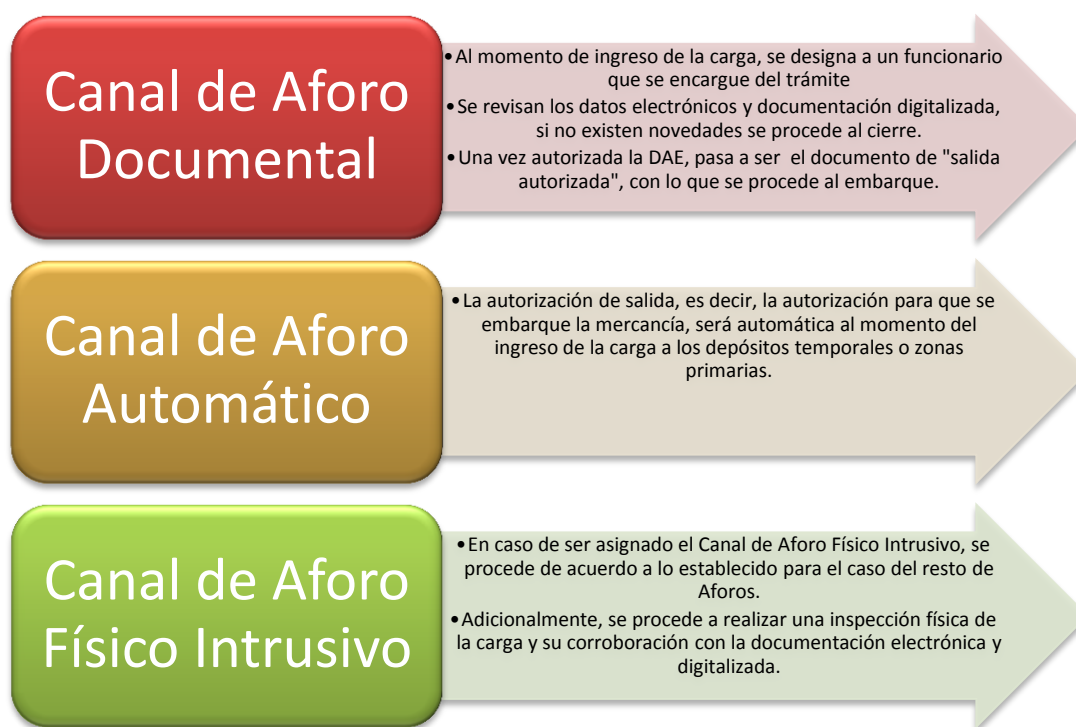 Canal de Aforo
Documental
•Al momento de ingreso de la carga, se designa a un funcionario
que se encargue del trámite
•Se revisan los datos electrónicos y documentación digitalizada,
si no existen novedades se procede al cierre.
•Una vez autorizada la DAE, pasa a ser el documento de "salida
autorizada", con lo que se procede al embarque.
Canal de Aforo
Automático
•La autorización de salida, es decir, la autorización para que se
embarque la mercancía, será automática al momento del
ingreso de la carga a los depósitos temporales o zonas
primarias.
Canal de Aforo
Físico Intrusivo
•En caso de ser asignado el Canal de Aforo Físico Intrusivo, se
procede de acuerdo a lo establecido para el caso del resto de
Aforos.
•Adicionalmente, se procede a realizar una inspección física de
la carga y su corroboración con la documentación electrónica y
digitalizada.